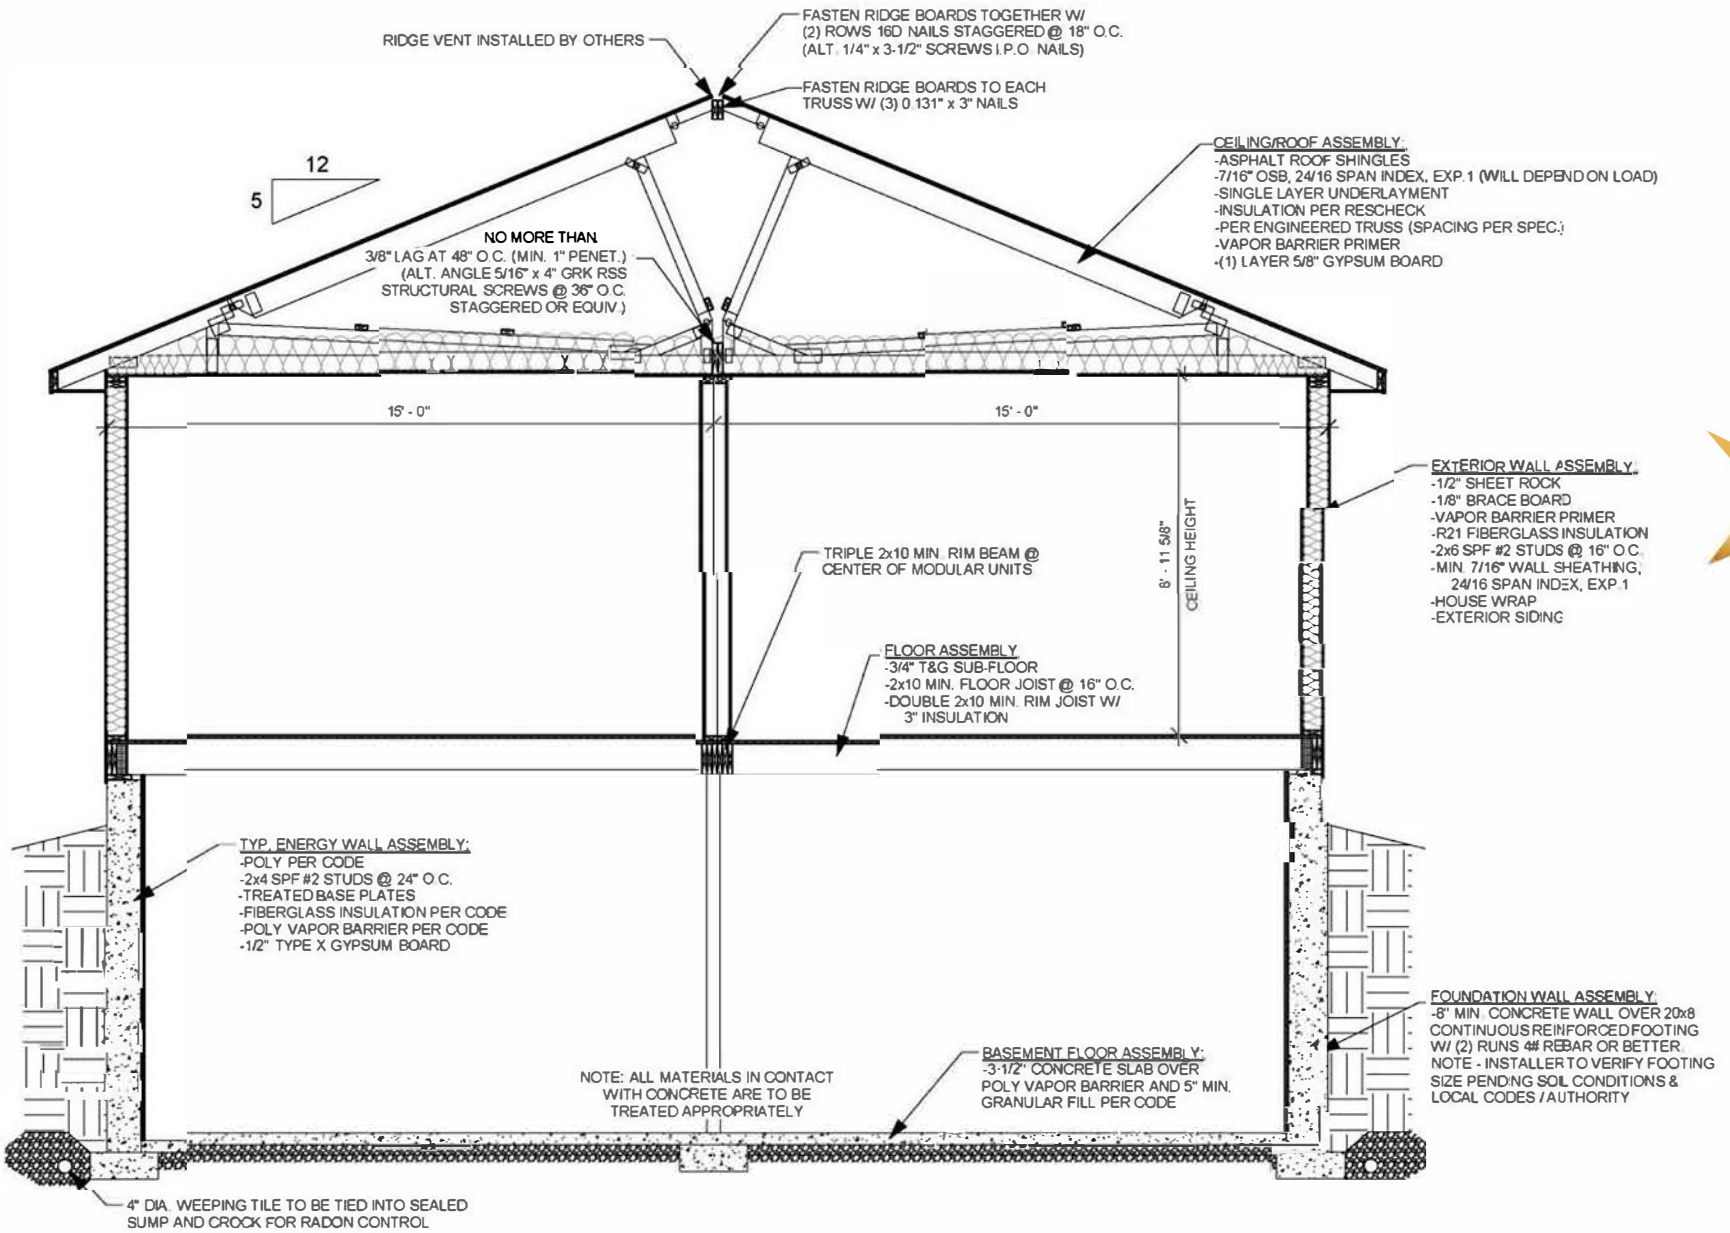 RIDGE VENT INSTALLED BY OTHERS
FASTEN RIDGE BOARDS TOGETHER W/
(2) ROWS 16D NAILS STAGGERED @ 18" O.C.
(ALT. 1/4" x 3-1/2" SCREWS I.P.O. NAILS)
FASTEN RIDGE BOARDS TO EACH
TRUSS W/ (3) 0.131" x 3" NAILS
12
5
CEILING/ROOF ASSEMBLY:
-ASPHALT ROOF SHINGLES
-7/16" OSB, 24/16 SPAN INDEX, EXP.1 (WILL DEPEND ON LOAD)
-SINGLE LAYER UNDERLAYMENT
-INSULATION PER RESCHECK
-PER ENGINEERED TRUSS (SPACING PER SPEC.)
-VAPOR BARRIER PRIMER
-(1) LAYER 5/8" GYPSUM BOARD
NO MORE THAN
3/8" LAG AT 48" O.C. (MIN. 1" PENET.)
(ALT. ANGLE 5/16" x 4" GRK RSS
STRUCTURAL SCREWS @ 36" O.C.
STAGGERED OR EQUIV.)
15' - 0"
15' - 0"
8' - 11 5/8"
CEILING HEIGHT
EXTERIOR WALL ASSEMBLY:
-1/2" SHEET ROCK
-1/8" BRACE BOARD
-VAPOR BARRIER PRIMER
-R21 FIBERGLASS INSULATION
-2x6 SPF #2 STUDS @ 16" O.C.
-MIN. 7/16" WALL SHEATHING,
24/16 SPAN INDEX, EXP.1
-HOUSE WRAP
-EXTERIOR SIDING
TRIPLE 2x10 MIN. RIM BEAM @
CENTER OF MODULAR UNITS
FLOOR ASSEMBLY
-3/4" T&G SUB-FLOOR
-2x10 MIN. FLOOR JOIST @ 16" O.C.
-DOUBLE 2x10 MIN. RIM JOIST W/
3" INSULATION
TYP. ENERGY WALL ASSEMBLY:
-POLY PER CODE
-2x4 SPF #2 STUDS @ 24" O.C.
-TREATED BASE PLATES
-FIBERGLASS INSULATION PER CODE
-POLY VAPOR BARRIER PER CODE
-1/2" TYPE X GYPSUM BOARD
NOTE: ALL MATERIALS IN CONTACT
WITH CONCRETE ARE TO BE
TREATED APPROPRIATELY
BASEMENT FLOOR ASSEMBLY:
-3-1/2" CONCRETE SLAB OVER
POLY VAPOR BARRIER AND 5" MIN.
GRANULAR FILL PER CODE
FOUNDATION WALL ASSEMBLY:
-8" MIN. CONCRETE WALL OVER 20x8
CONTINUOUS REINFORCED FOOTING
W/ (2) RUNS 4# REBAR OR BETTER.
NOTE - INSTALLER TO VERIFY FOOTING
SIZE PENDING SOIL CONDITIONS &
LOCAL CODES / AUTHORITY
4" DIA. WEEPING TILE TO BE TIED INTO SEALED
SUMP AND CROCK FOR RADON CONTROL